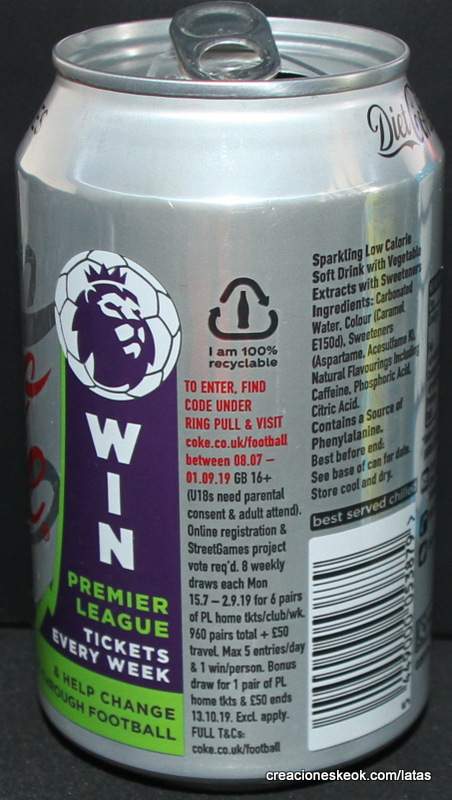 Diet
WIN
PREMIER
LEAGUE
TICKETS
EVERY WEEK
& HELP CHANGE
THROUGH FOOTBALL
I am 100%
recyclable
TO ENTER, FIND
CODE UNDER
RING PULL & VISIT
coke.co.uk/football
between 08.07 –
01.09.19 GB 16+
(U18s need parental
consent & adult attend).
Online registration &
StreetGames project
vote req'd. 8 weekly
draws each Mon
15.7 – 2.9.19 for 6 pairs
of PL home tkts/club/wk.
960 pairs total + £50
travel. Max 5 entries/day
& 1 win/person. Bonus
draw for 1 pair of PL
home tkts & £50 ends
13.10.19. Excl. apply.
FULL T&Cs:
coke.co.uk/football
Sparkling Low Calorie
Soft Drink with Vegetable
Extracts with Sweeteners
Ingredients: Carbonated
Water, Colour (Caramel
E150d), Sweeteners
(Aspartame, Acesulfame K),
Natural Flavourings Including
Caffeine, Phosphoric Acid,
Citric Acid.
Contains a Source of
Phenylalanine.
Best before end:
See base of can for date.
Store cool and dry.
best served chilled
creacioneskeok.com/latas